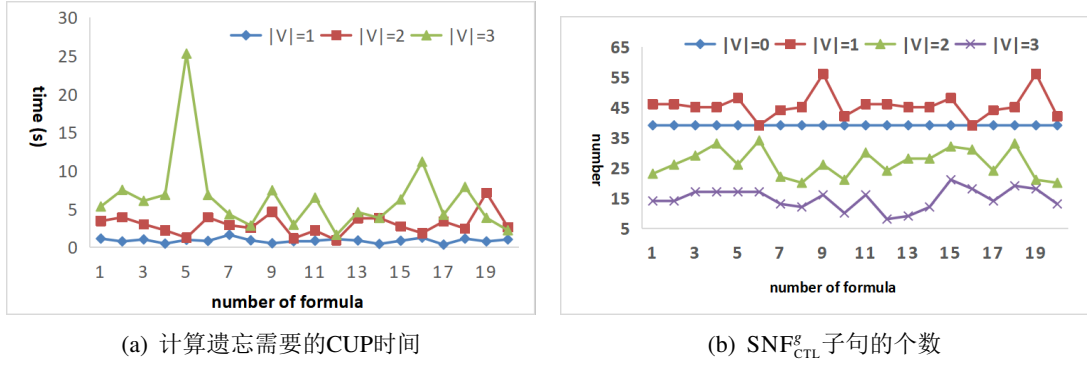 |V|=1 |V|=2 |V|=3
30
25
20
15
10
5
0
time (s)
1 3 5 7 9 11 13 15 17 19
number of formula
(a) 计算遗忘需要的CUP时间
|V|=0 |V|=1 |V|=2 |V|=3
65
55
45
35
25
15
5
number
1 3 5 7 9 11 13 15 17 19
number of formula
(b) SNF^g_CTL子句的个数